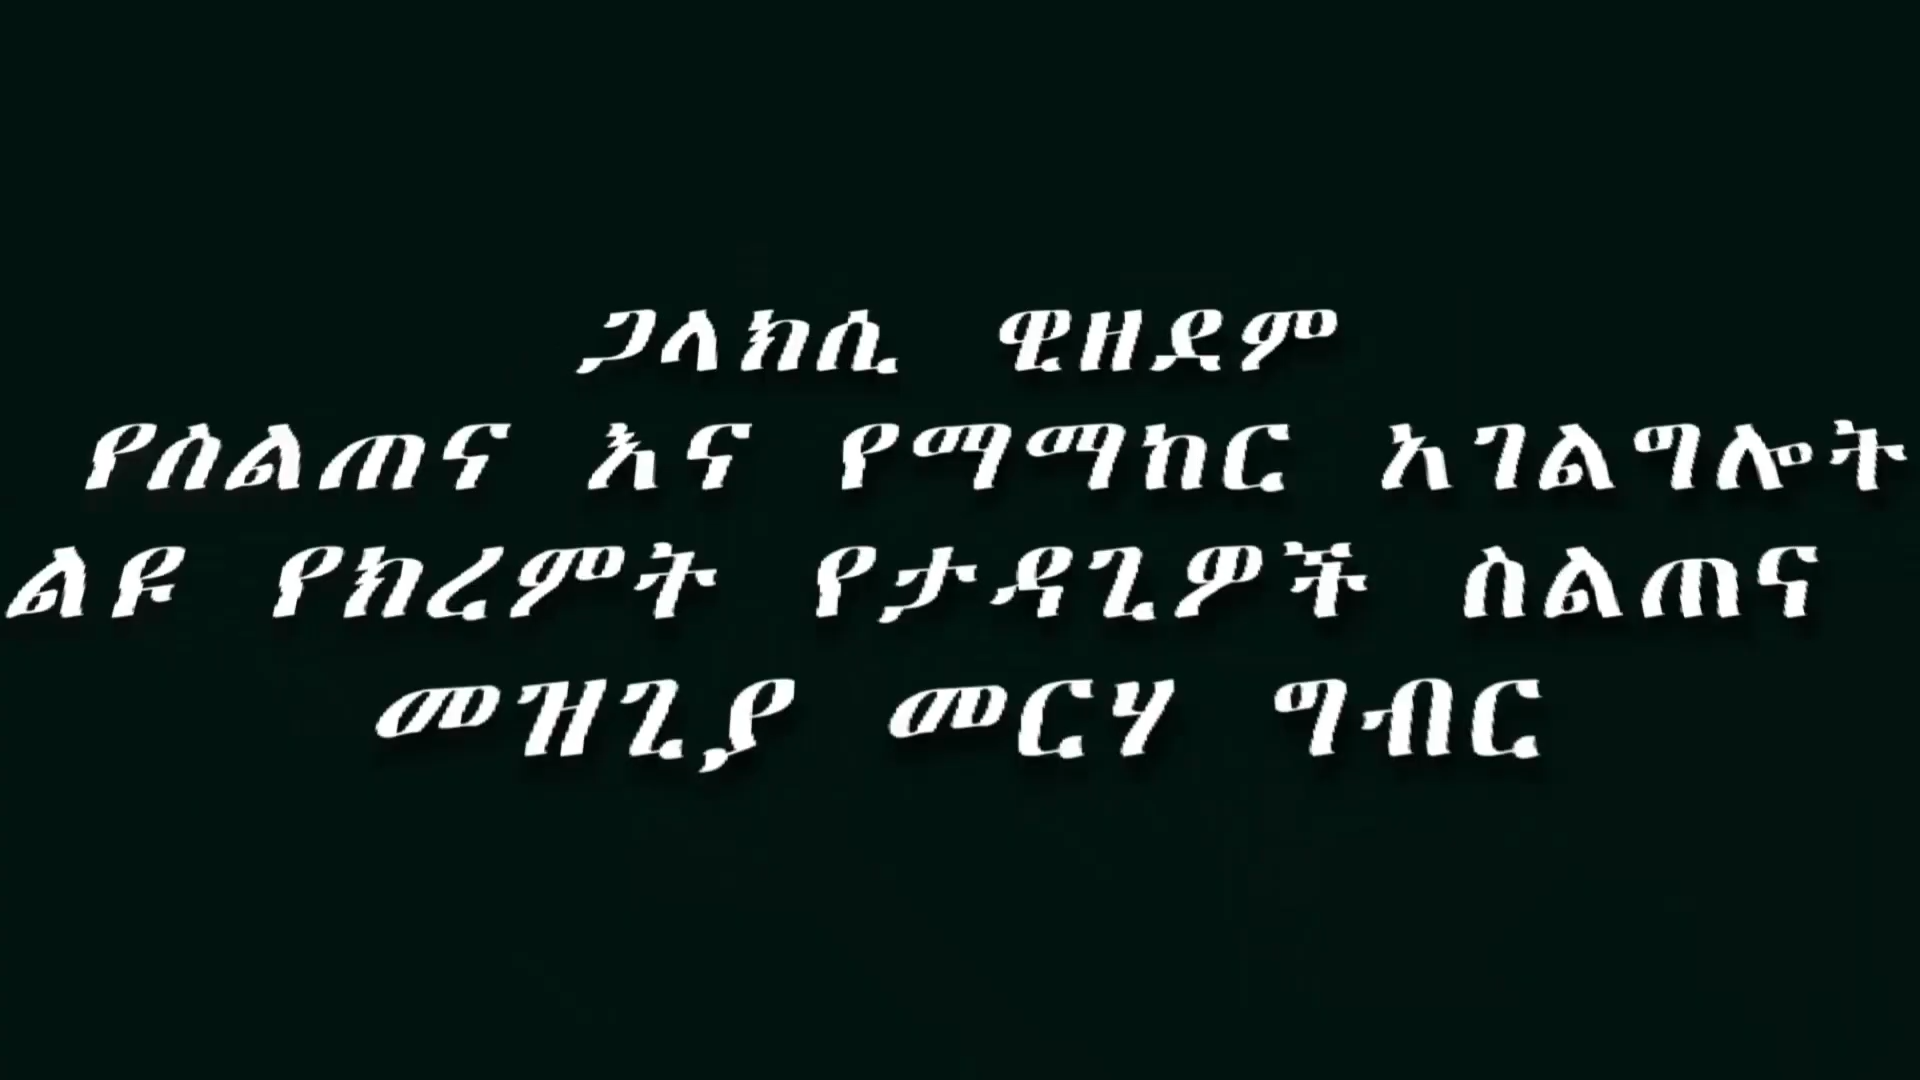 ጋላክሲ ዊዘደም
የስልጠና እና የማማከር አገልግሎት
ልዩ የክረምት የታዳጊዎች ስልጠና
መዝጊያ መርሃ ግብር